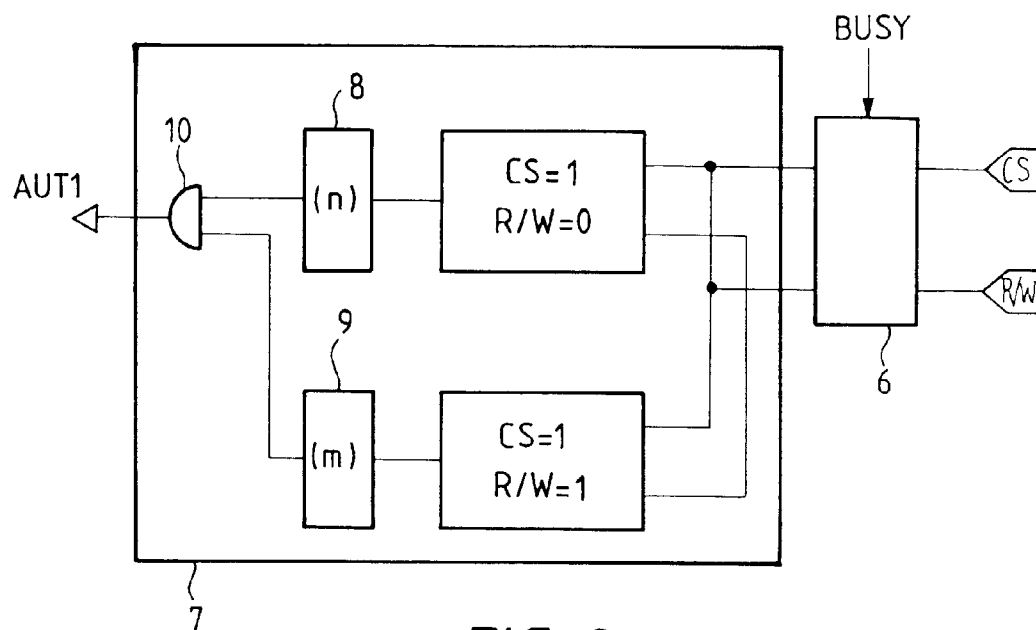 BUSY
8
10
AUT1
(n)
CS=1
R/W=0
CS
R/W
6
9
(m)
CS=1
R/W=1
7